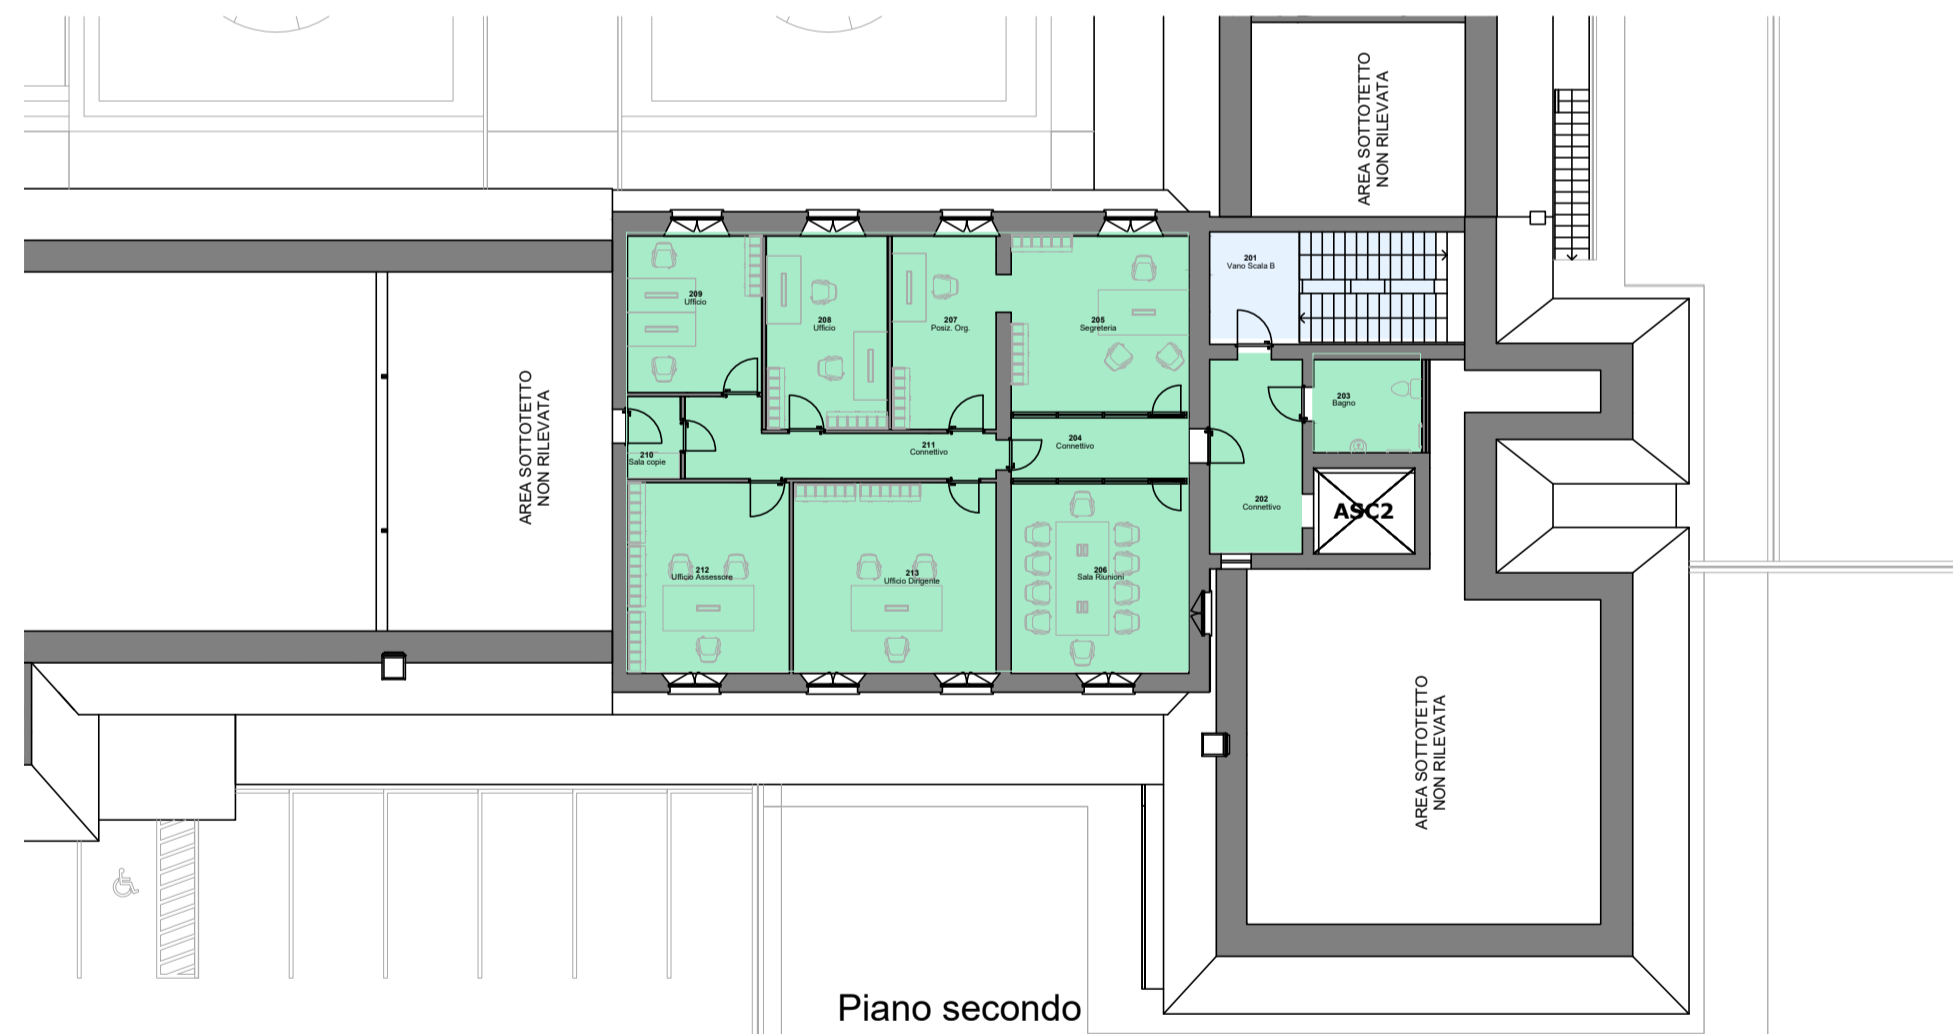 AREA SOTTOTETTO
NON RILEVATA
201
Vano Scala B
209
Ufficio
208
Ufficio
207
Posiz. Org.
205
Segreteria
203
Bagno
AREA SOTTOTETTO
NON RILEVATA
210
Sala copie
211
Connettivo
204
Connettivo
202
Connettivo
ASC2
212
Ufficio Assessore
213
Ufficio Dirigente
206
Sala Riunioni
AREA SOTTOTETTO
NON RILEVATA
Piano secondo